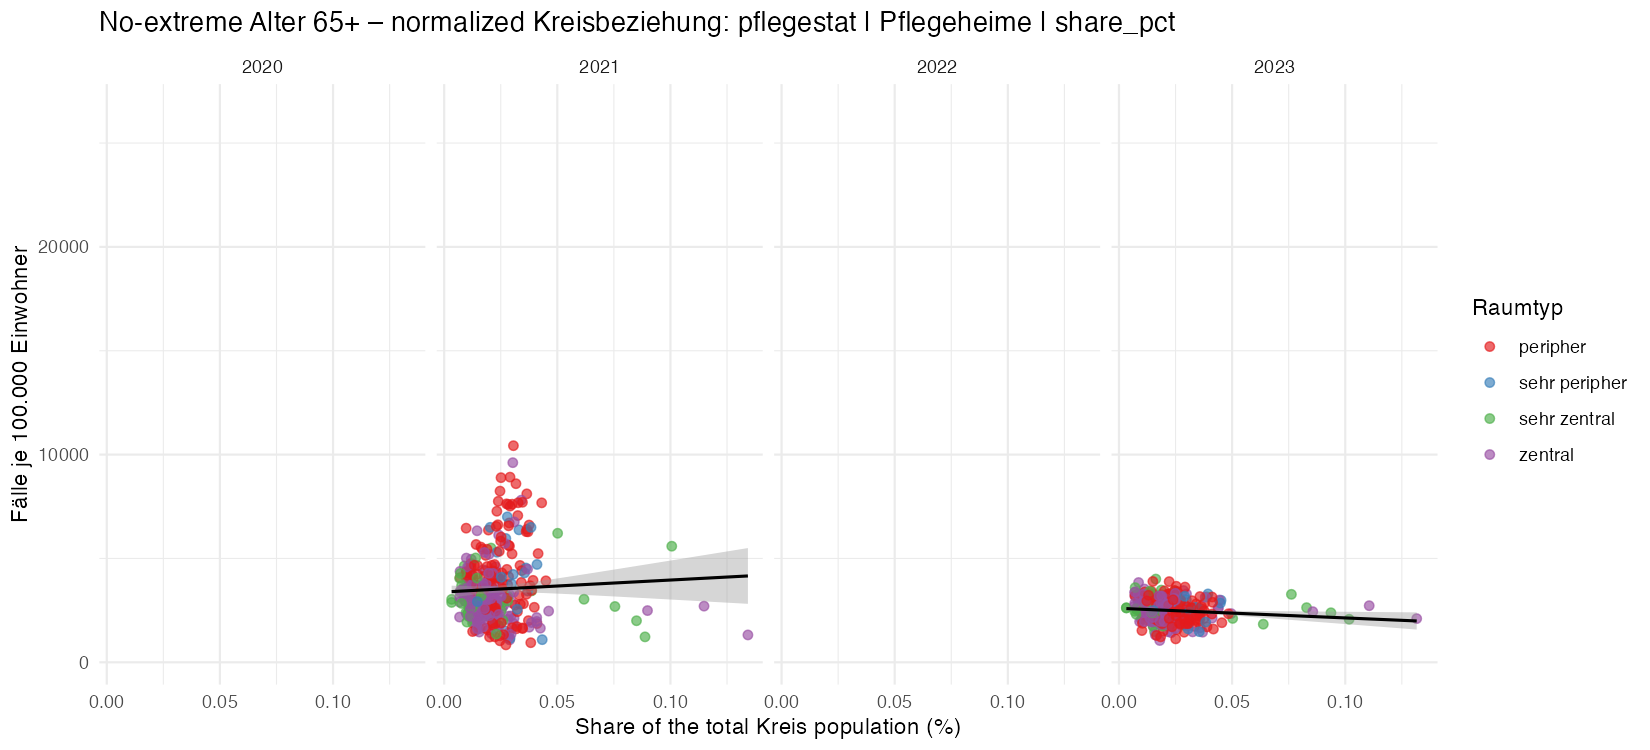 No-extreme Alter 65+ – normalized Kreisbeziehung: pflegestat | Pflegeheime | share_pct
2020 2021 2022 2023
Fälle je 100.000 Einwohner
20000
10000
0
0.00 0.05 0.10 0.00 0.05 0.10 0.00 0.05 0.10 0.00 0.05 0.10
Share of the total Kreis population (%)
Raumtyp
peripher
sehr peripher
sehr zentral
zentral